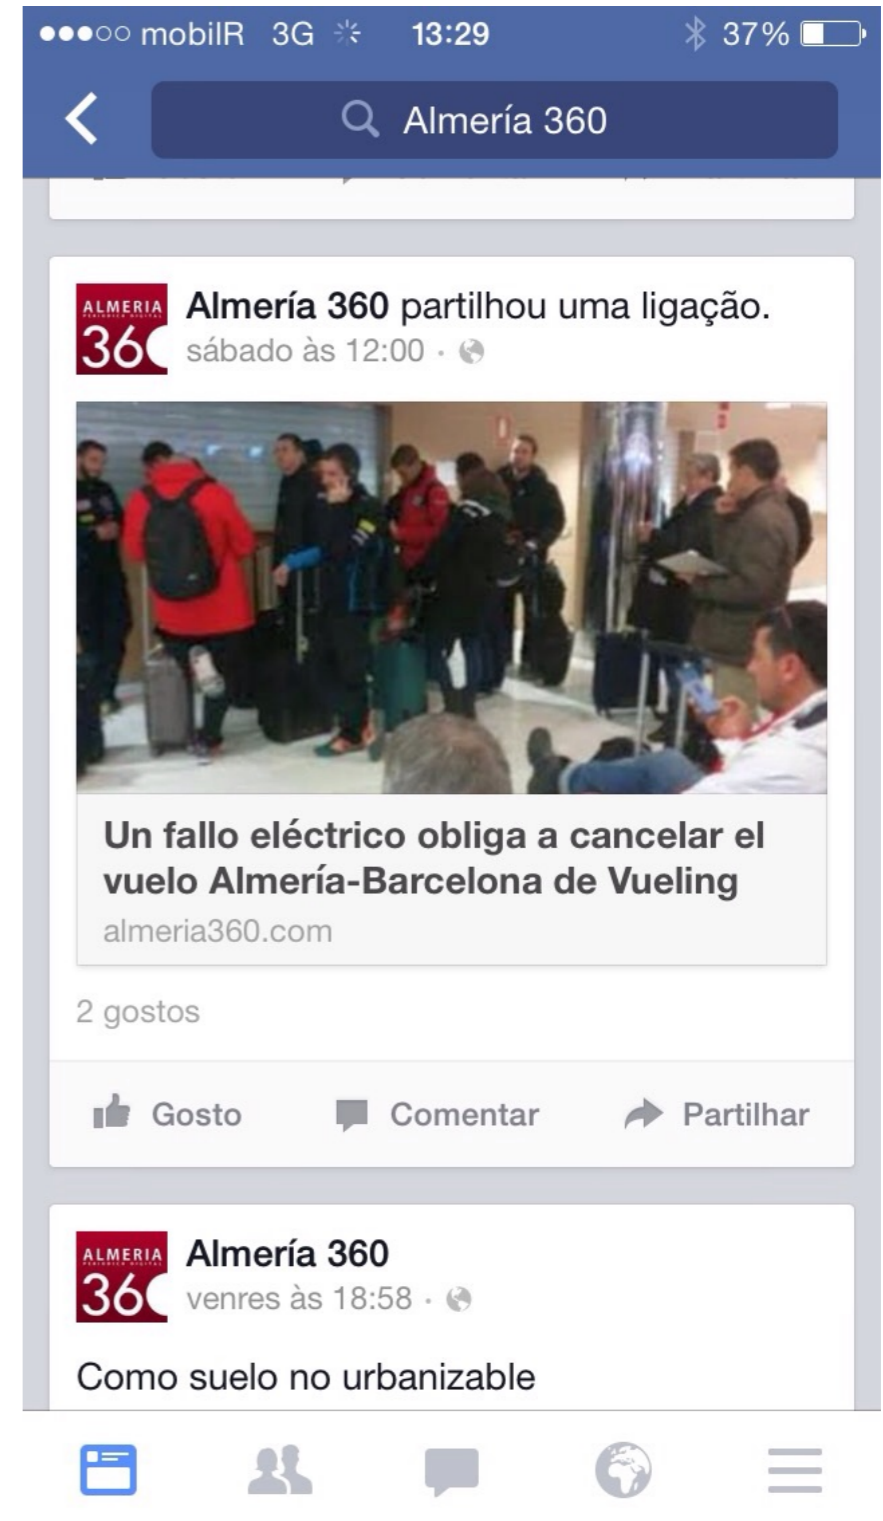 mobilR 3G 13:29 37%
Almería 360
ALMERIA
36
Almería 360 partilhou uma ligação.
sábado às 12:00 ·
Un fallo eléctrico obliga a cancelar el
vuelo Almería-Barcelona de Vueling
almeria360.com
2 gostos
Gosto Comentar Partilhar
ALMERIA
PERIODICO DIGITAL
36
Almería 360
venres às 18:58 ·
Como suelo no urbanizable